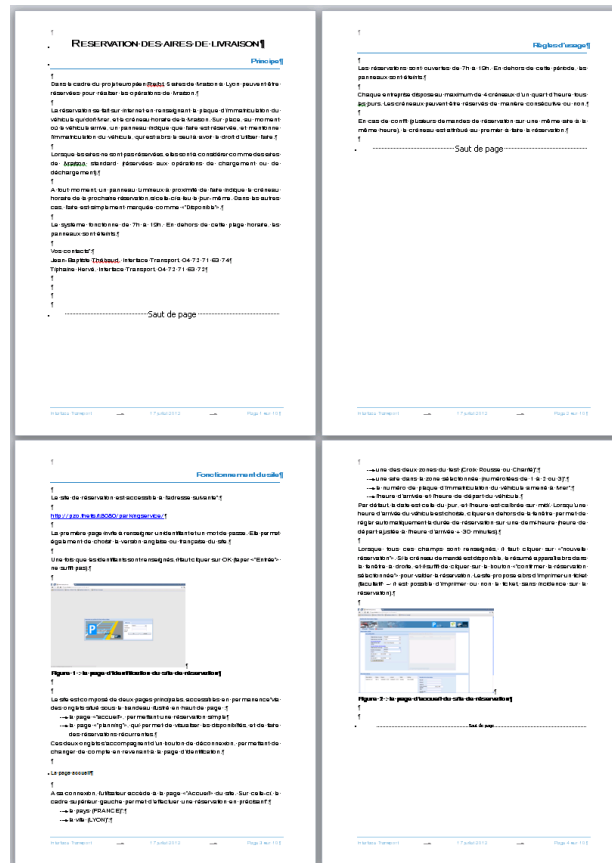 RESERVATION DES AIRES DE LIVRAISON
Principe
Dans le cadre du projet européen , 5 aires de livraison à Lyon peuvent être
réservées pour réaliser les opérations de livraison.
La réservation se fait sur internet en renseignant la plaque d'immatriculation du
véhicule qui doit livrer, et le créneau horaire de livraison. Sur place, au moment
où le véhicule arrive, un panneau indique que l'aire est réservée, et mentionne
l'immatriculation du véhicule, qui est alors le seul à avoir le droit d'utiliser l'aire.
Lorsque les aires ne sont pas réservées, elles sont à considérer comme des aires
de livraison standard (réservées aux opérations de chargement ou de
déchargement).
A tout moment, un panneau lumineux à proximité de l'aire indique le créneau
horaire de la prochaine réservation, si celle-ci a lieu le jour-même. Dans les autres
cas, l'aire est simplement marquée comme « Disponible ».
Le système fonctionne de 7h à 19h. En dehors de cette plage horaire, les
panneaux sont éteints.
Vos contacts :
Jean-Baptiste Thébaud, Interface Transport, 04-72-71-63-74
Tiphaine Hervé, Interface Transport, 04-72-71-63-72
Saut de page
Interface Transport 17 juillet 2013 Page 1 sur 10
Règles d'usage
Les réservations sont ouvertes de 7h à 19h. En dehors de cette période, les
panneaux sont éteints.
Chaque entreprise dispose au maximum de 4 créneaux d'un quart d'heure tous
les jours. Les créneaux peuvent être réservés de manière consécutive ou non.
En cas de conflit (plusieurs demandes de réservation sur une même aire à la
même heure), le créneau est attribué au premier à faire la réservation.
Saut de page
Interface Transport 17 juillet 2013 Page 2 sur 10
Fonctionnement du site
Le site de réservation est accessible à l'adresse suivante :
La première page invite à renseigner un identifiant et un mot de passe. Elle permet
également de choisir la version anglaise ou française du site.
Une fois que les identifiants sont renseignés, il faut cliquer sur OK (taper « Entrée »
ne suffit pas).
Figure 1 : la page d'identification du site de réservation
Le site est composé de deux pages principales, accessibles en permanence via
des onglets situé sous le bandeau illustré en haut de page :
la page « accueil », permettant une réservation simple
la page « planning », qui permet de visualiser les disponibilités, et de faire
des réservations récurrentes.
Ces deux onglets s'accompagnent d'un bouton de déconnexion, permettant de
changer de compte en revenant à la page d'identification.
La page accueil
A sa connexion, l'utilisateur accède à la page « Accueil » du site. Sur celle-ci, le
cadre supérieur gauche permet d'effectuer une réservation en précisant :
le pays (FRANCE)
la ville (LYON)
Interface Transport 17 juillet 2013 Page 3 sur 10
une des deux zones du test (Croix Rousse ou Charité)
une aire dans la zone sélectionnée (numérotées de 1 à 2 ou 3)
le numéro de plaque d'immatriculation du véhicule amené à livrer
l'heure d'arrivée et l'heure de départ du véhicule.
Par défaut, la date est celle du jour, et l'heure est calibrée sur midi. Lorsqu'une
heure d'arrivée du véhicule est choisie, cliquer en dehors de la fenêtre permet de
régler automatiquement la durée de réservation sur une demi-heure (heure de
départ ajustée à l'heure d'arrivée + 30 minutes).
Lorsque tous ces champs sont renseignés, il faut cliquer sur « nouvelle
réservation ». Si le créneau demandé est disponible, le résumé apparaîtra dans
la fenêtre à droite, et il suffit de cliquer sur le bouton « confirmer la réservation
sélectionnée » pour valider la réservation. Le site propose alors d'imprimer un ticket
(facultatif – il est possible d'imprimer ou non le ticket, sans incidence sur la
réservation).
Figure 2 : la page d'accueil du site de réservation
Saut de page
Interface Transport 17 juillet 2013 Page 4 sur 10